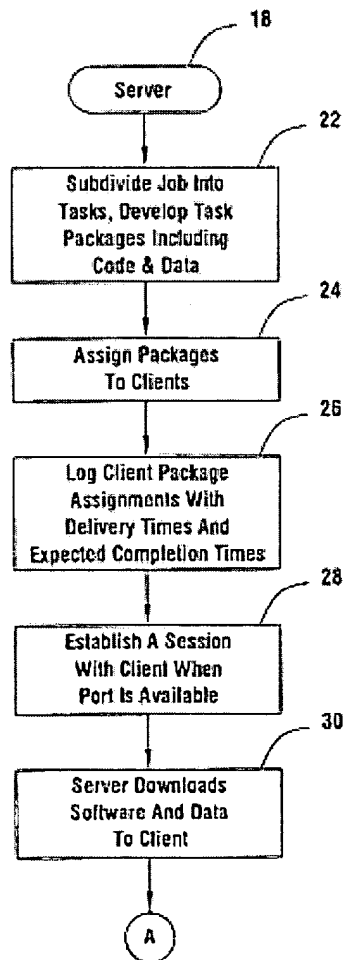 18
Server
22
Subdivide Job Into
Tasks, Develop Task
Packages Including
Code & Data
24
Assign Packages
To Clients
26
Log Client Package
Assignments With
Delivery Times And
Expected Completion Times
28
Establish A Session
With Client When
Port Is Available
30
Server Downloads
Software And Data
To Client
A